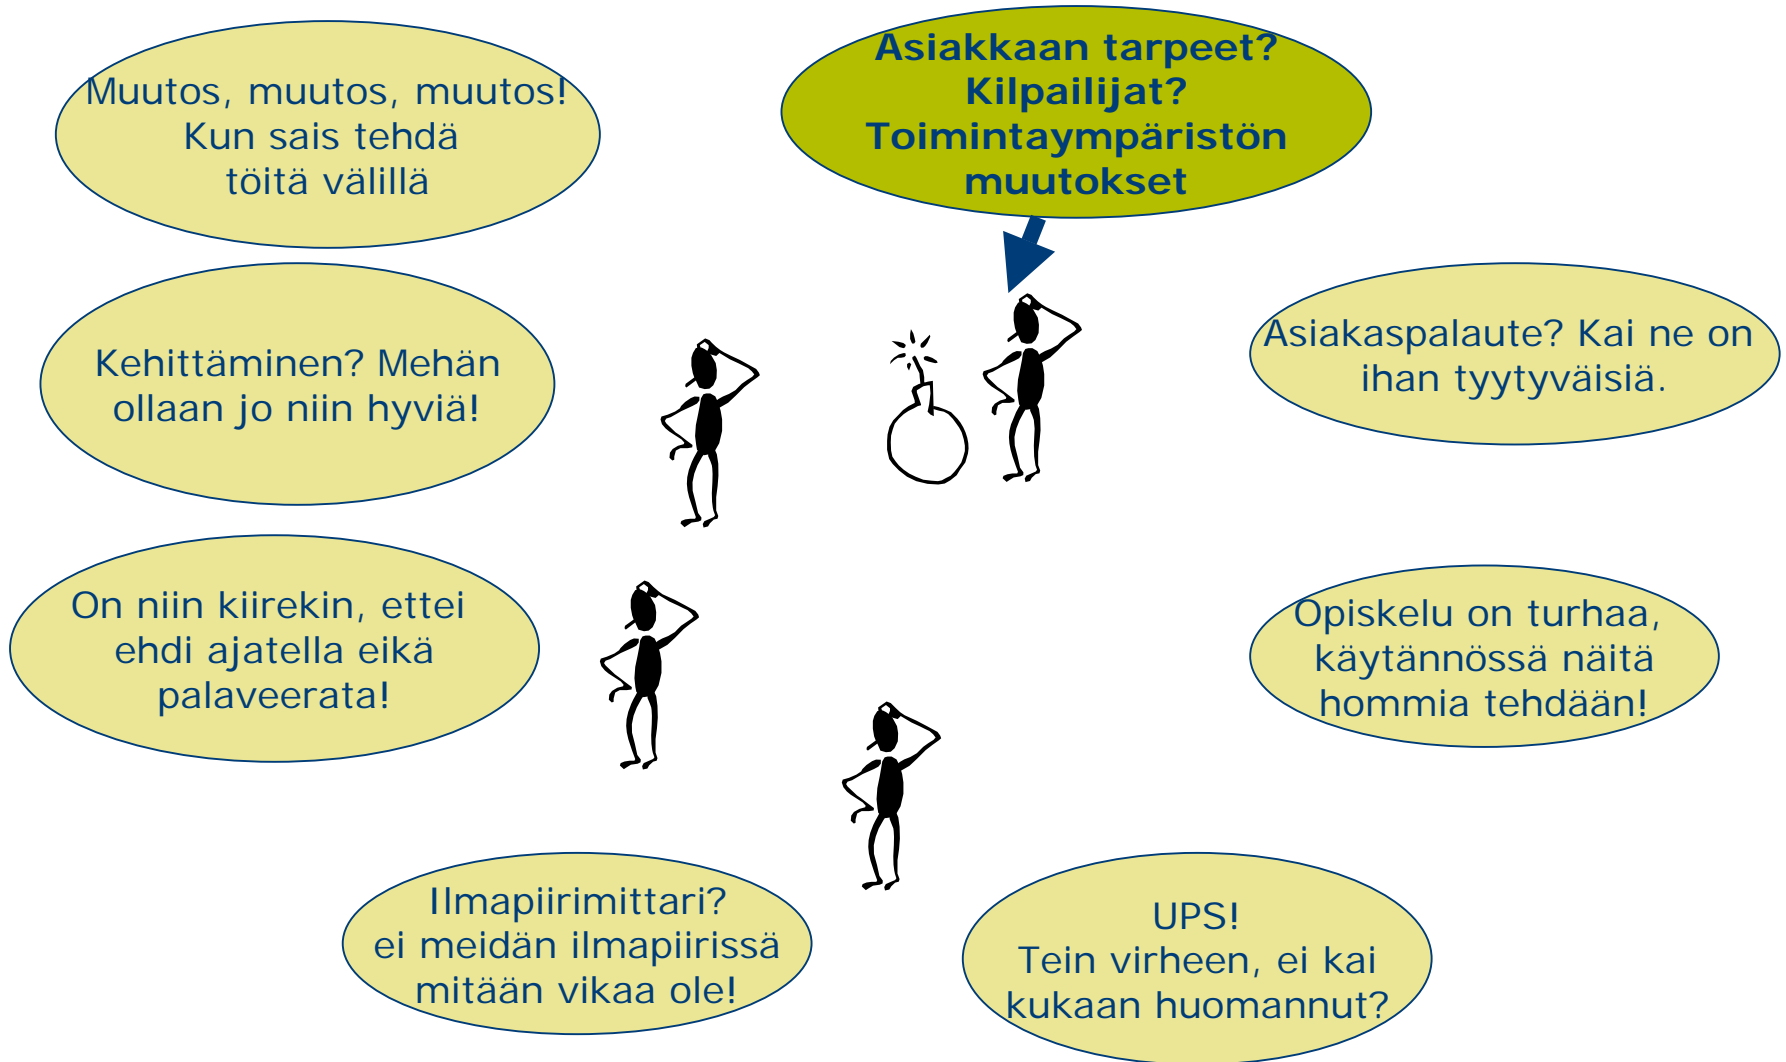 Muutos, muutos, muutos!
Kun sais tehdä
töitä välillä
Asiakkaan tarpeet?
Kilpailijat?
Toimintaympäristön
muutokset
Kehittäminen? Mehän
ollaan jo niin hyviä!
Asiakaspalaute? Kai ne on
ihan tyytyväisiä.
On niin kiirekin, ettei
ehdi ajatella eikä
palaveerata!
Opiskelu on turhaa,
käytännössä näitä
hommia tehdään!
Ilmapiirimittari?
ei meidän ilmapiirissä
mitään vikaa ole!
UPS!
Tein virheen, ei kai
kukaan huomannut?